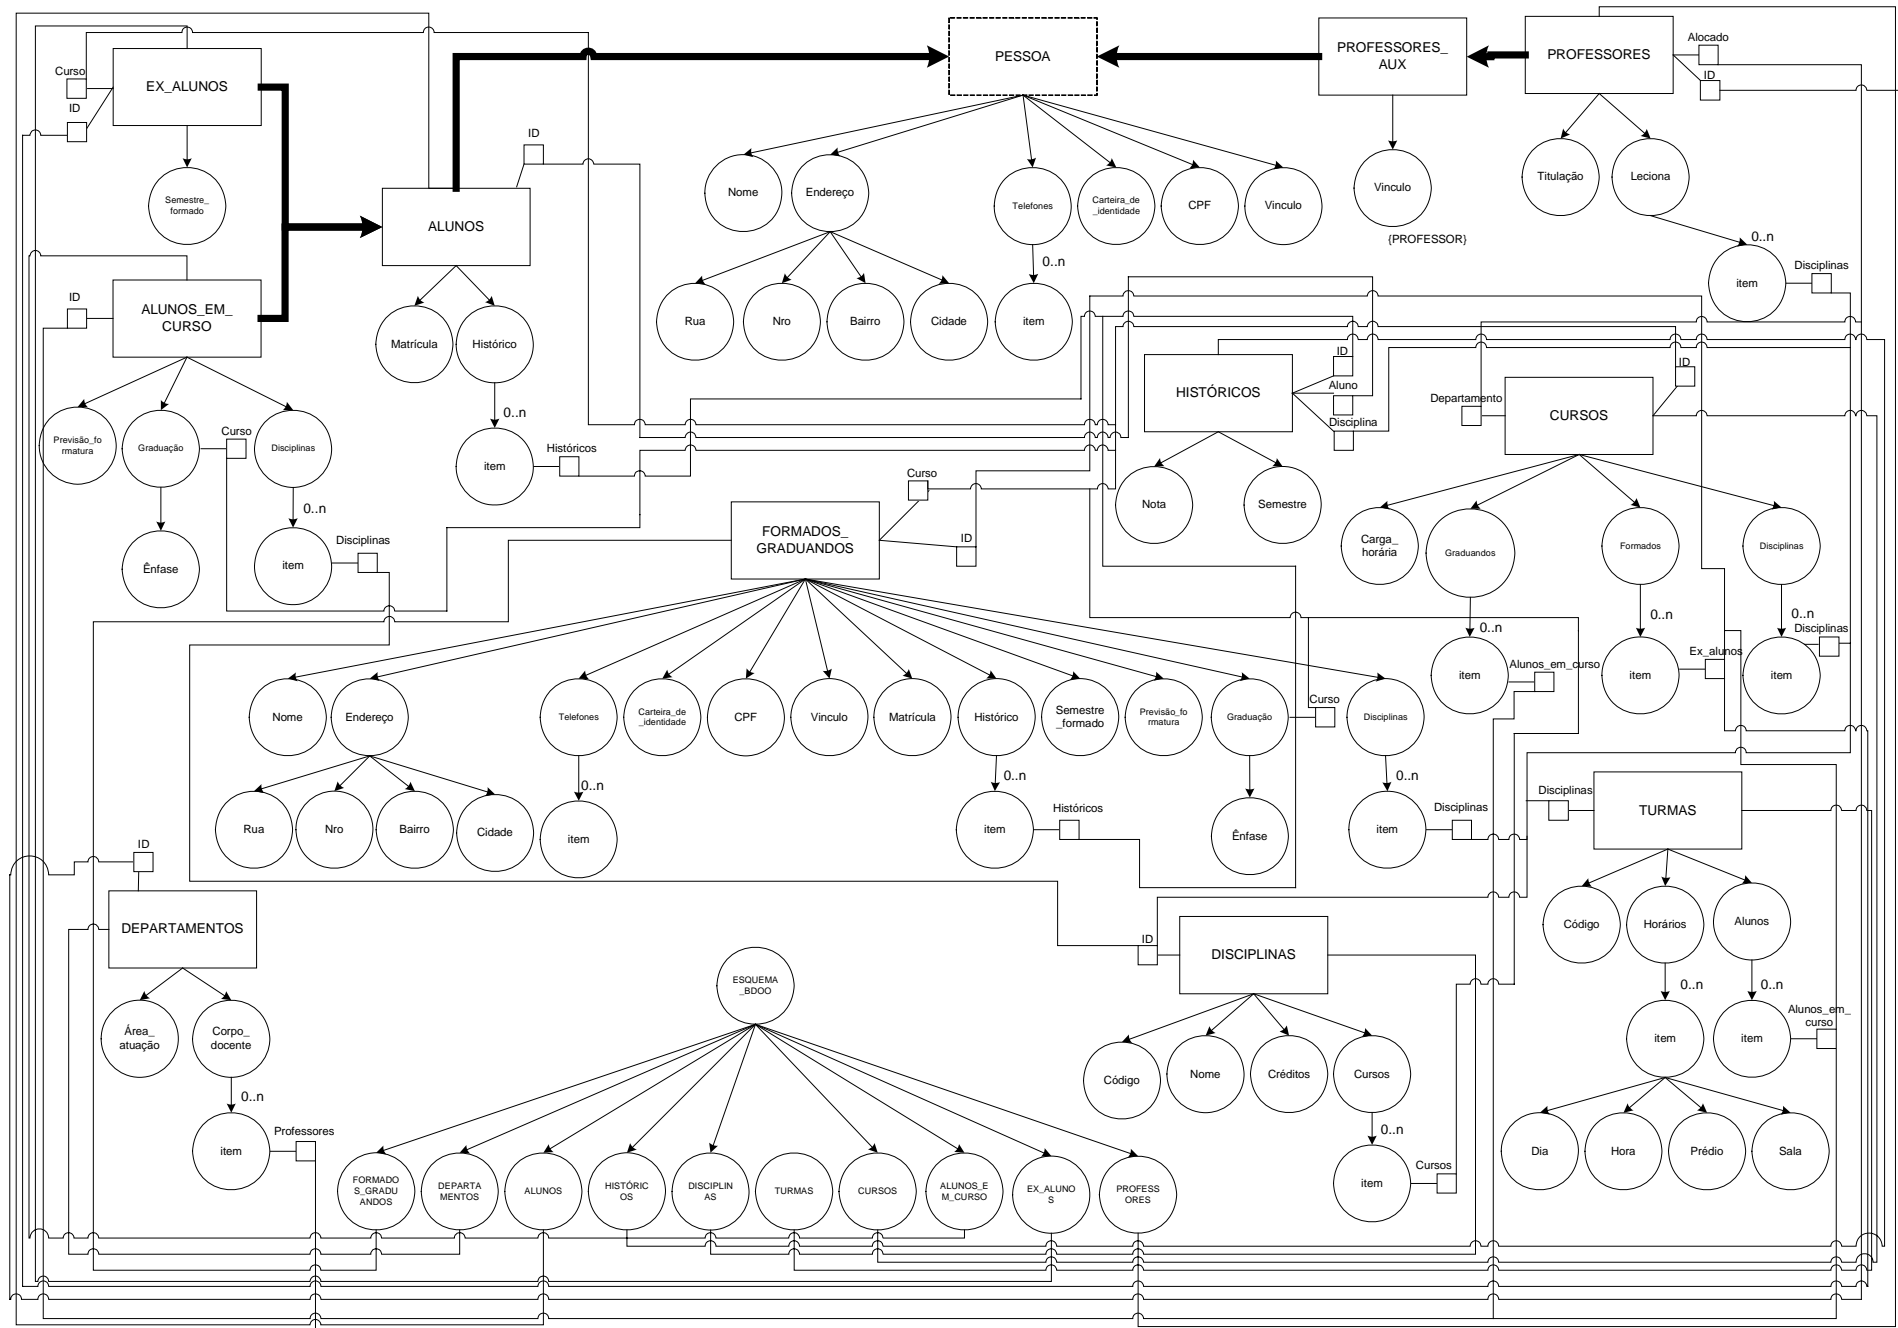 PESSOA
PROFESSORES_
AUX
PROFESSORES
Alocado
ID
Curso
ID
EX_ALUNOS
Semestre_
formado
ID
ALUNOS
Nome
Endereço
Telefones
Carteira_de
_identidade
CPF
Vinculo
Vinculo
{PROFESSOR}
Titulação
Leciona
0..n
item
Disciplinas
Rua
Nro
Bairro
Cidade
0..n
item
ID
ALUNOS_EM_
CURSO
Matrícula
Histórico
0..n
item
Históricos
Previsão_fo
rmatura
Graduação
Curso
Disciplinas
Ênfase
0..n
item
Disciplinas
HISTÓRICOS
ID
Aluno
Disciplina
Nota
Semestre
Departamento
CURSOS
ID
Carga_
horária
Graduandos
Formados
Disciplinas
0..n
item
Alunos_em_curso
0..n
item
Ex_alunos
0..n
item
Disciplinas
FORMADOS_
GRADUANDOS
Curso
ID
Nome
Endereço
Telefones
Carteira_de
_identidade
CPF
Vinculo
Matrícula
Histórico
Semestre
_formado
Previsão_fo
rmatura
Graduação
Curso
Disciplinas
Rua
Nro
Bairro
Cidade
0..n
item
0..n
item
Históricos
Ênfase
0..n
item
Disciplinas
Disciplinas
TURMAS
Código
Horários
Alunos
0..n
item
0..n
item
Alunos_em_
curso
Dia
Hora
Prédio
Sala
ID
DEPARTAMENTOS
Área_
atuação
Corpo_
docente
0..n
item
Professores
ID
DISCIPLINAS
Código
Nome
Créditos
Cursos
0..n
item
Cursos
ESQUEMA
_BDOO
FORMADO
S_GRADU
ANDOS
DEPARTA
MENTOS
ALUNOS
HISTÓRIC
OS
DISCIPLIN
AS
TURMAS
CURSOS
ALUNOS_E
M_CURSO
EX_ALUNO
S
PROFESS
ORES